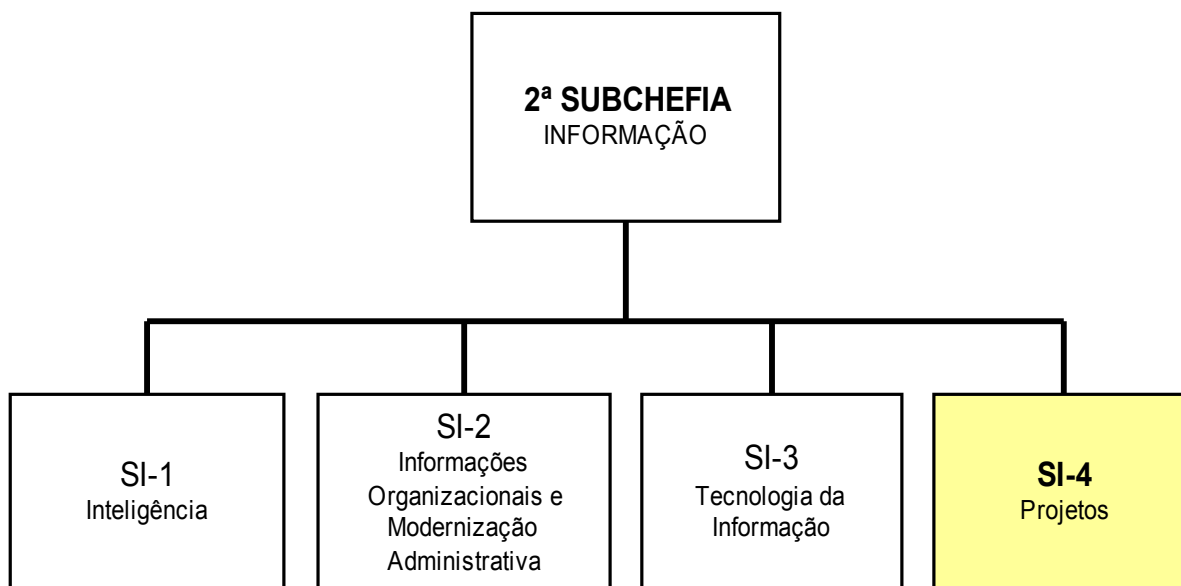 2ª SUBCHEFIA
INFORMAÇÃO
SI-1
Inteligência
SI-2
Informações
Organizacionais e
Modernização
Administrativa
SI-3
Tecnologia da
Informação
SI-4
Projetos